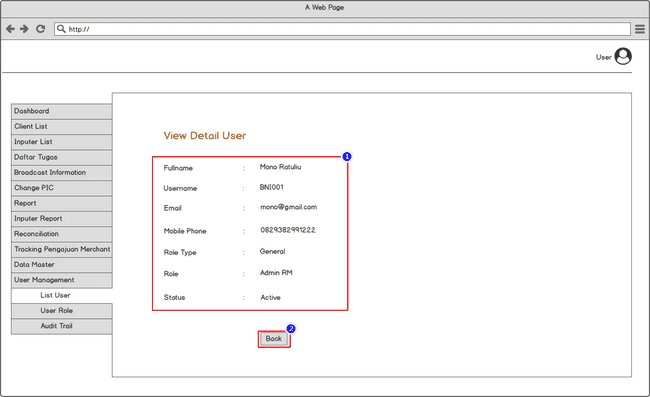 A Web Page
http://
User
Dashboard
Client List
Inputer List
Daftar Tugas
Broadcast Information
Change PIC
Report
Inputer Report
Reconciliation
Tracking Pengajuan Merchant
Data Master
User Management
List User
User Role
Audit Trail
View Detail User
1
Fullname : Mono Ratuliu
Username : BNI001
Email : mono@gmail.com
Mobile Phone : 0829382991222
Role Type : General
Role : Admin RM
Status : Active
2
Back